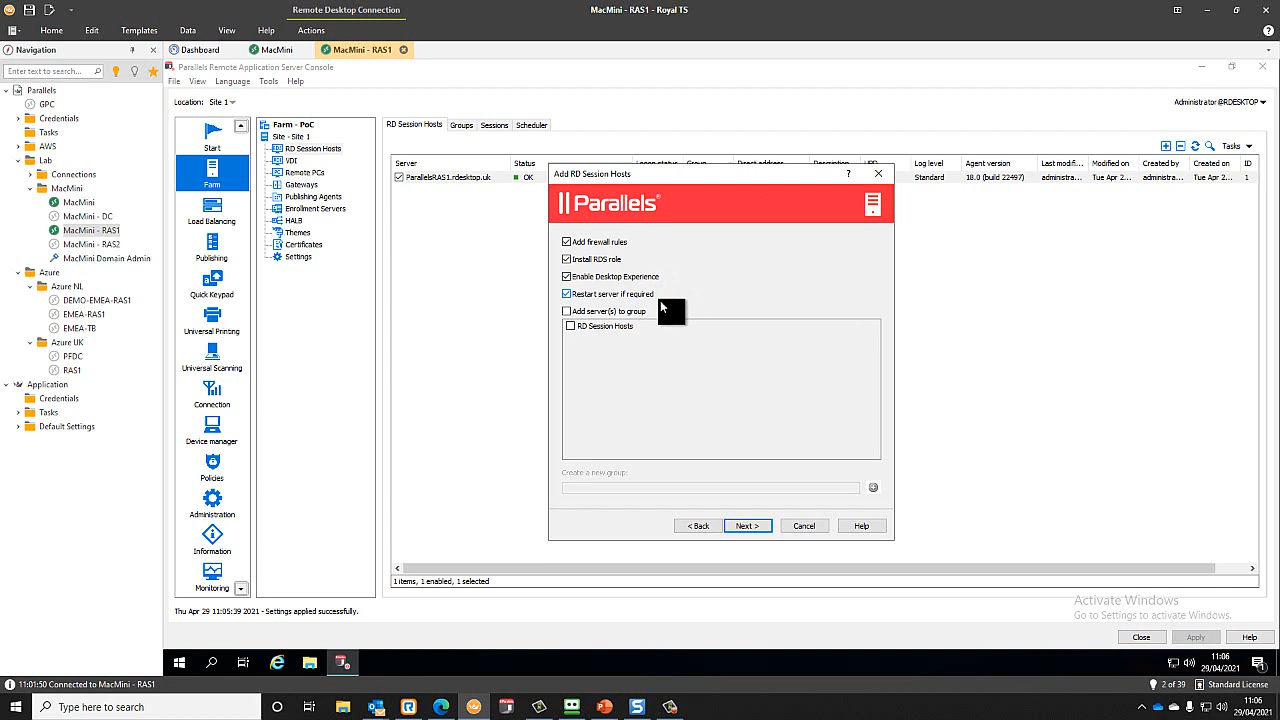 Remote Desktop Connection
MacMini - RAS1 - Royal TS
Home Edit Templates Data View Help Actions
Navigation
Dashboard MacMini MacMini - RAS1
Enter text to search...
Parallels Remote Application Server Console
File View Language Tools Help
Location: Site 1
Administrator@RDESKTOP
Parallels
GPC
Credentials
Tasks
AWS
Lab
Connections
MacMini
MacMini
MacMini - DC
MacMini - RAS1
MacMini - RAS2
MacMini Domain Admin
Azure
Azure NL
DEMO-EMEA-RAS1
EMEA-RAS1
EMEA-TB
Azure UK
PFDC
RAS1
Application
Credentials
Tasks
Default Settings
Start
Farm
Load Balancing
Publishing
Quick Keypad
Universal Printing
Universal Scanning
Connection
Device manager
Policies
Administration
Information
Monitoring
Farm - PoC
Site - Site 1
RD Session Hosts
VDI
Remote PCs
Gateways
Publishing Agents
Enrollment Servers
HALB
Themes
Certificates
Settings
RD Session Hosts Groups Sessions Scheduler
Tasks
Server Status Log level Agent version Last modifi... Modified on Created by Created on ID
ParallelsRAS1.rdesktop.uk OK Standard 18.0 (build 22497) administra... Tue Apr 2... administra... Tue Apr 2... 1
Add RD Session Hosts ?
Parallels®
Add firewall rules
Install RDS role
Enable Desktop Experience
Restart server if required
Add server(s) to group
RD Session Hosts
Create a new group:
< Back Next > Cancel Help
1 items, 1 enabled, 1 selected
Activate Windows
Go to Settings to activate Windows.
Thu Apr 29 11:05:39 2021 - Settings applied successfully.
Close Apply Help
11:06
29/04/2021
11:01:50 Connected to MacMini - RAS1
2 of 39 Standard License
Type here to search
11:06
29/04/2021